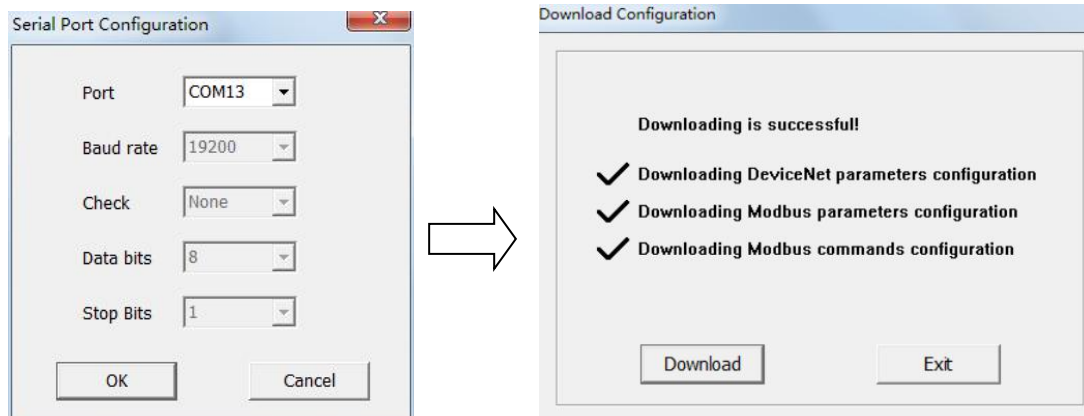 Serial Port Configuration
Port COM13
Baud rate 19200
Check None
Data bits 8
Stop Bits 1
OK Cancel
Download Configuration
Downloading is successful!
Downloading DeviceNet parameters configuration
Downloading Modbus parameters configuration
Downloading Modbus commands configuration
Download Exit